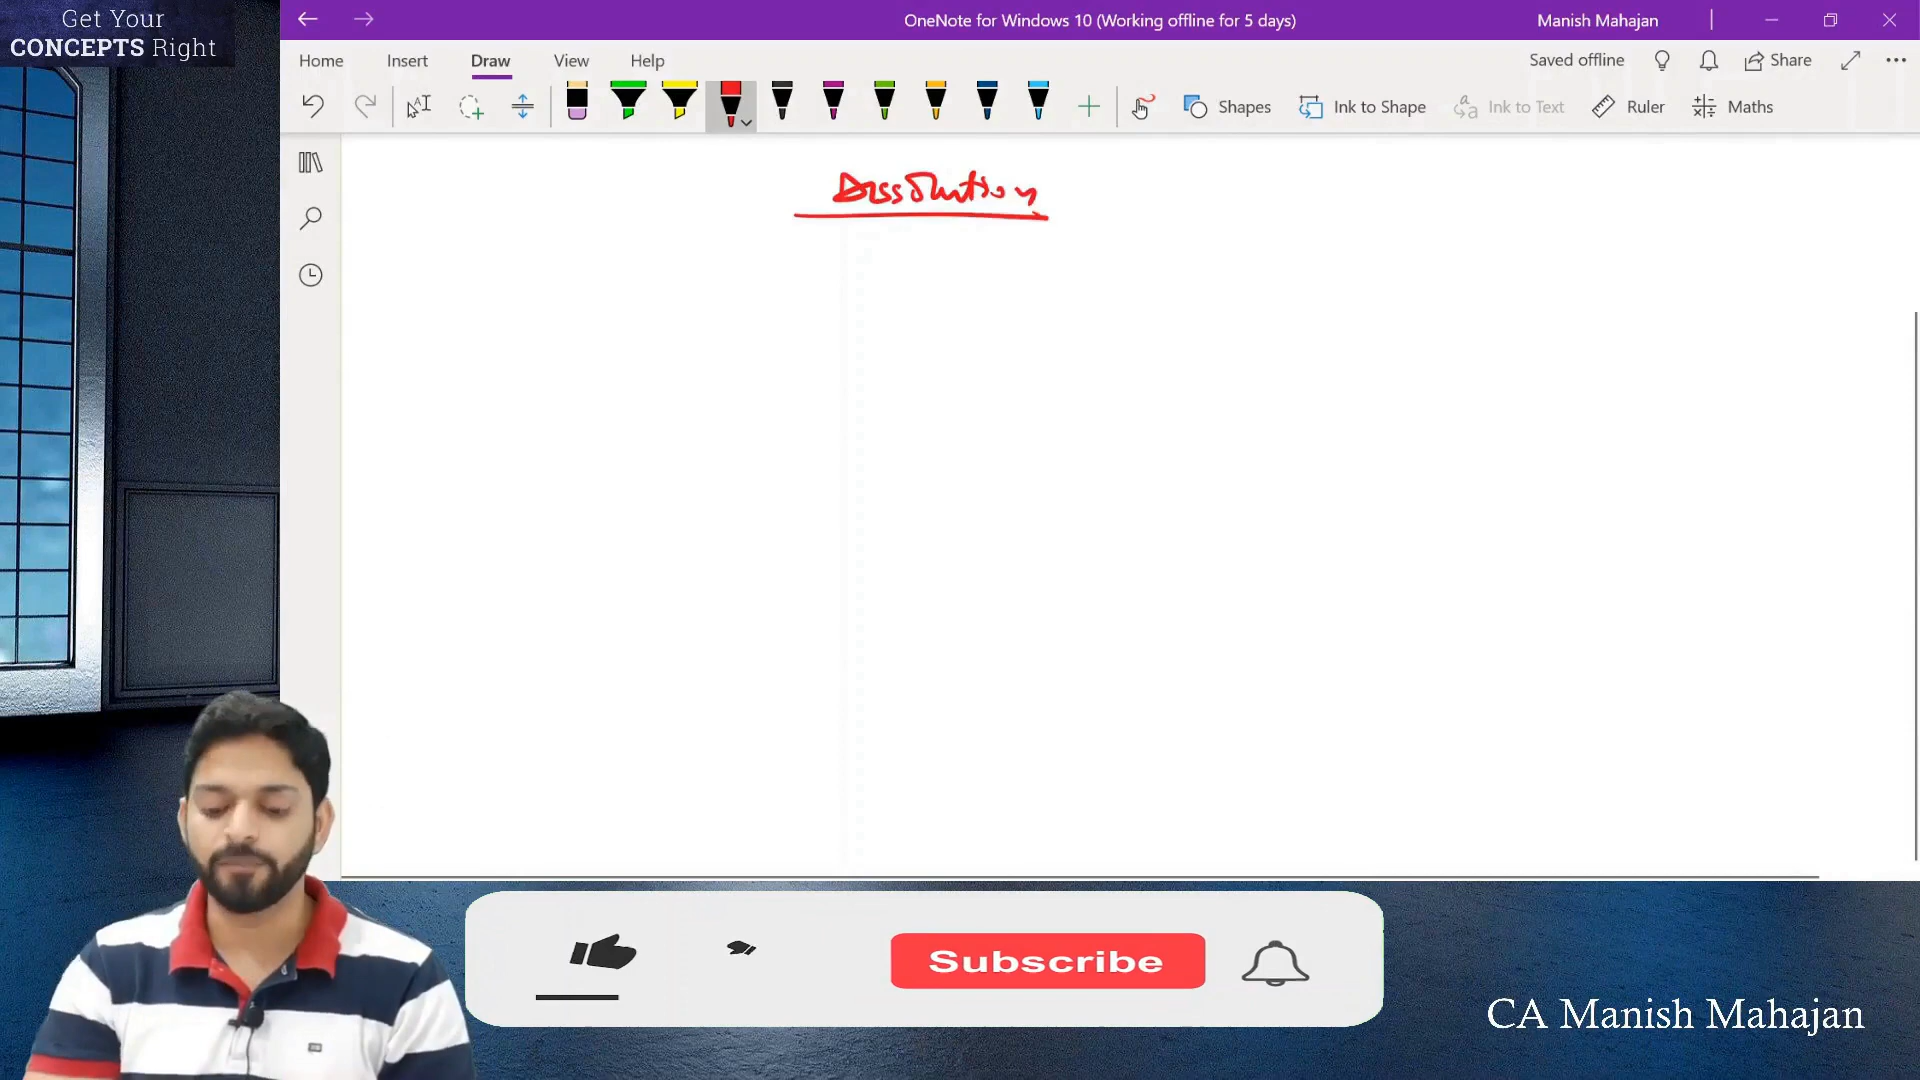 Get Your
CONCEPTS Right
OneNote for Windows 10 (Working offline for 5 days)
Manish Mahajan
Home
Insert
Draw
View
Help
Saved offline
Share
Shapes
Ink to Shape
Ink to Text
Ruler
Maths
Dissolution
Subscribe
CA Manish Mahajan